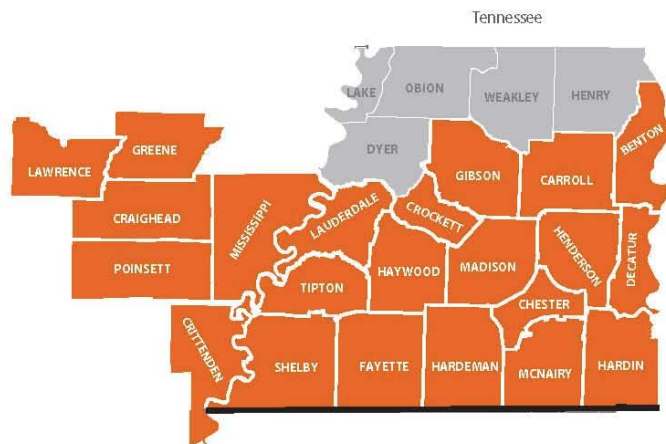 Tennessee
LAKE
OBION
WEAKLEY
HENRY
BENTON
DYER
GREENE
LAWRENCE
GIBSON
CARROLL
CRAIGHEAD
MISSISSIPPI
LAUDERDALE
CROCKETT
HENDERSON
DECATUR
POINSETT
HAYWOOD
MADISON
TIPTON
CHESTER
CRITTENDEN
SHELBY
FAYETTE
HARDEMAN
MCNAIRY
HARDIN